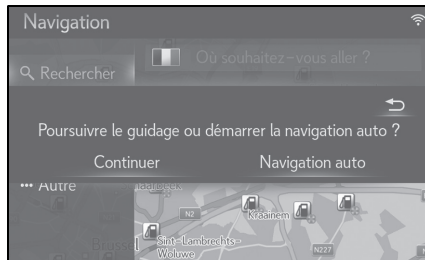 Navigation
Où souhaitez-vous aller ?
Rechercher
Poursuivre le guidage ou démarrer la navigation auto ?
Continuer
Navigation auto
••• Autre
N2
Kraainem
Brussel
Sint-Lambrechts-
Woluwe
N227